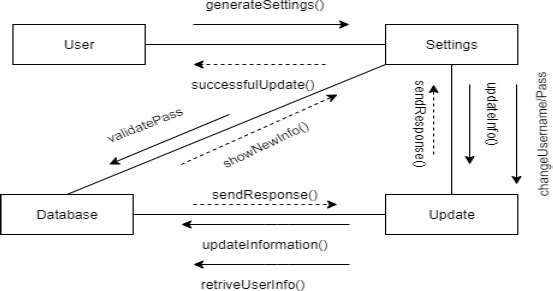 generateSettings()
User
Settings
successfulUpdate()
validatePass
showNewInfo()
sendResponse()
updateInfo()
changeUsername/Pass
Database
sendResponse()
Update
updateInformation()
retriveUserInfo()